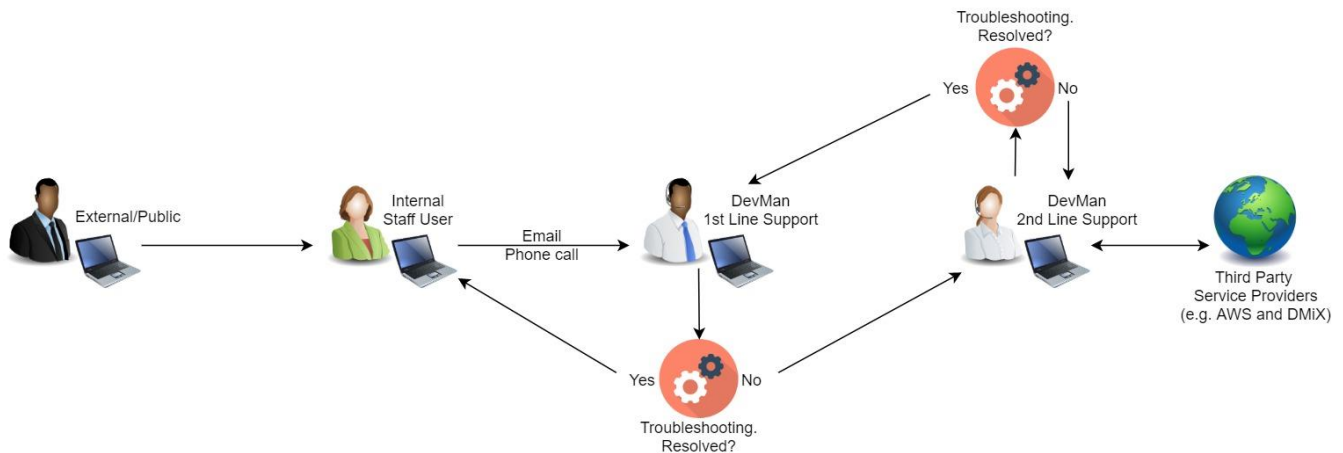 Troubleshooting.
Resolved?
Yes
No
External/Public
Internal
Staff User
Email
Phone call
DevMan
1st Line Support
DevMan
2nd Line Support
Third Party
Service Providers
(e.g. AWS and DMiX)
Yes
No
Troubleshooting.
Resolved?